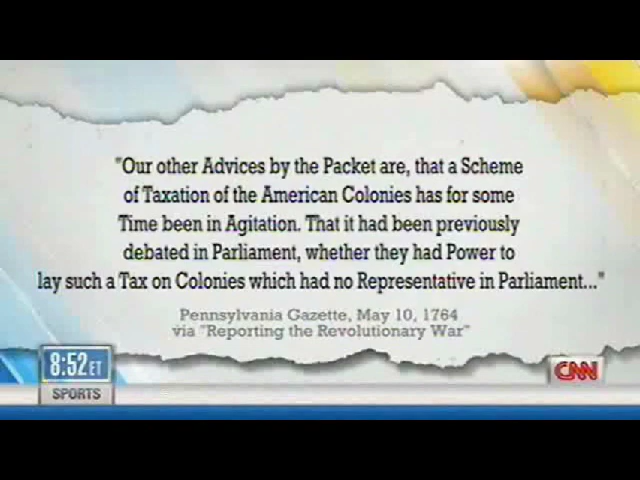 "Our other Advices by the Packet are, that a Scheme
of Taxation of the American Colonies has for some
Time been in Agitation. That it had been previously
debated in Parliament, whether they had Power to
lay such a Tax on Colonies which had no Representative in Parliament..."
Pennsylvania Gazette, May 10, 1764
via "Reporting the Revolutionary War"
8:52 ET
CNN
SPORTS